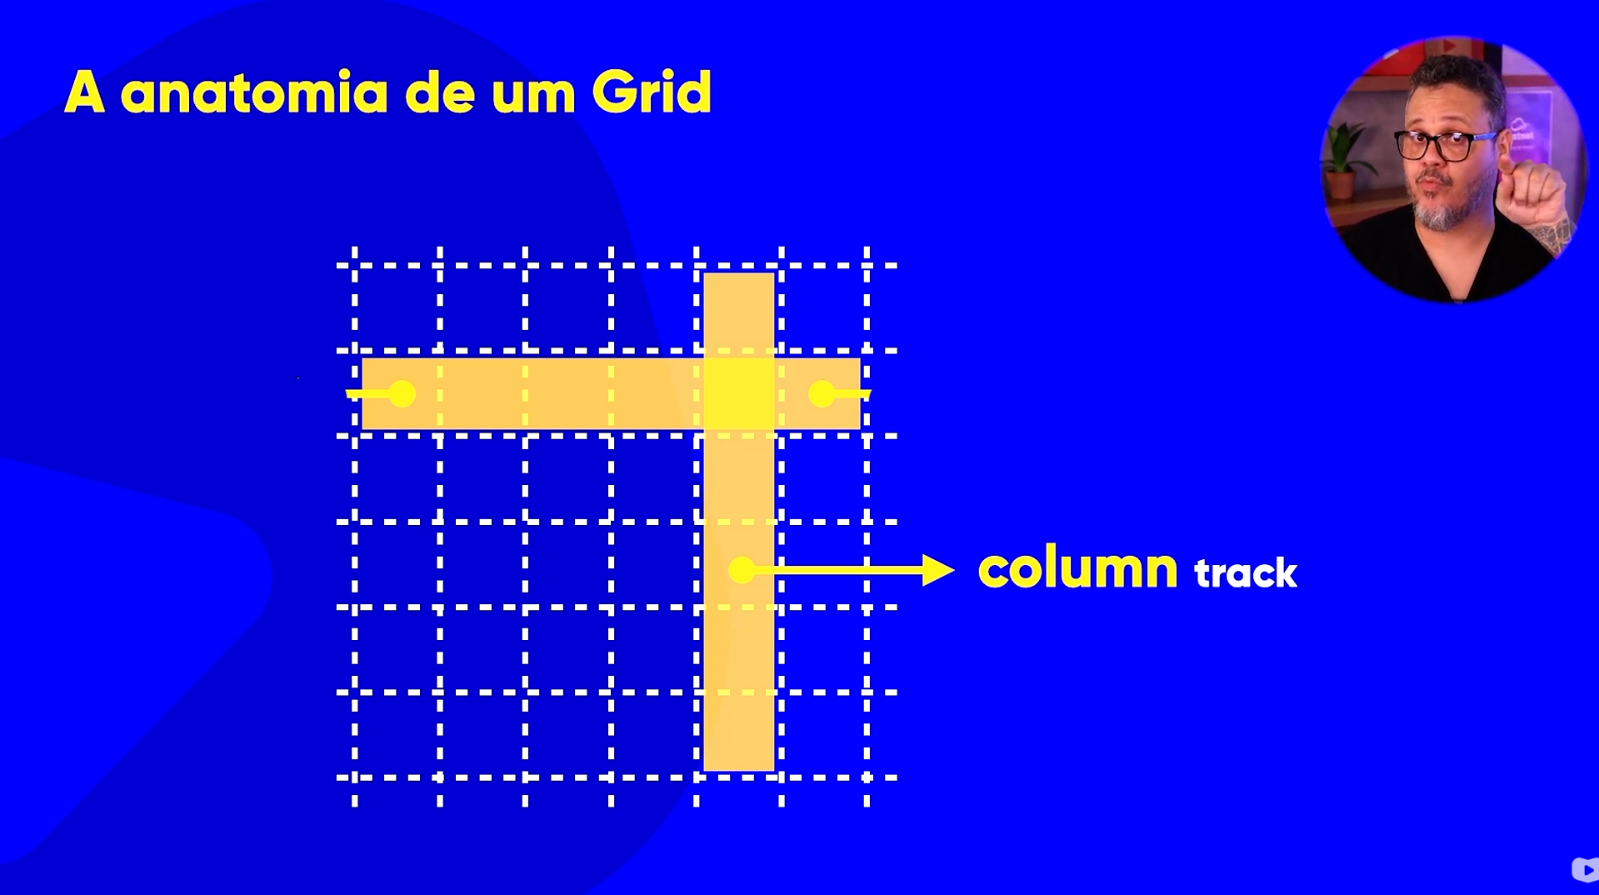 A anatomia de um Grid
column track